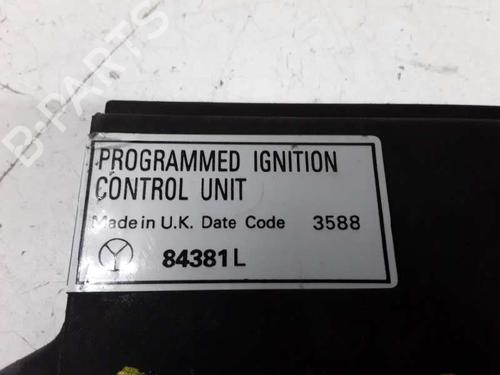 B-PARTS
PROGRAMMED IGNITION
CONTROL UNIT
Made in U.K. Date Code 3588
84381L